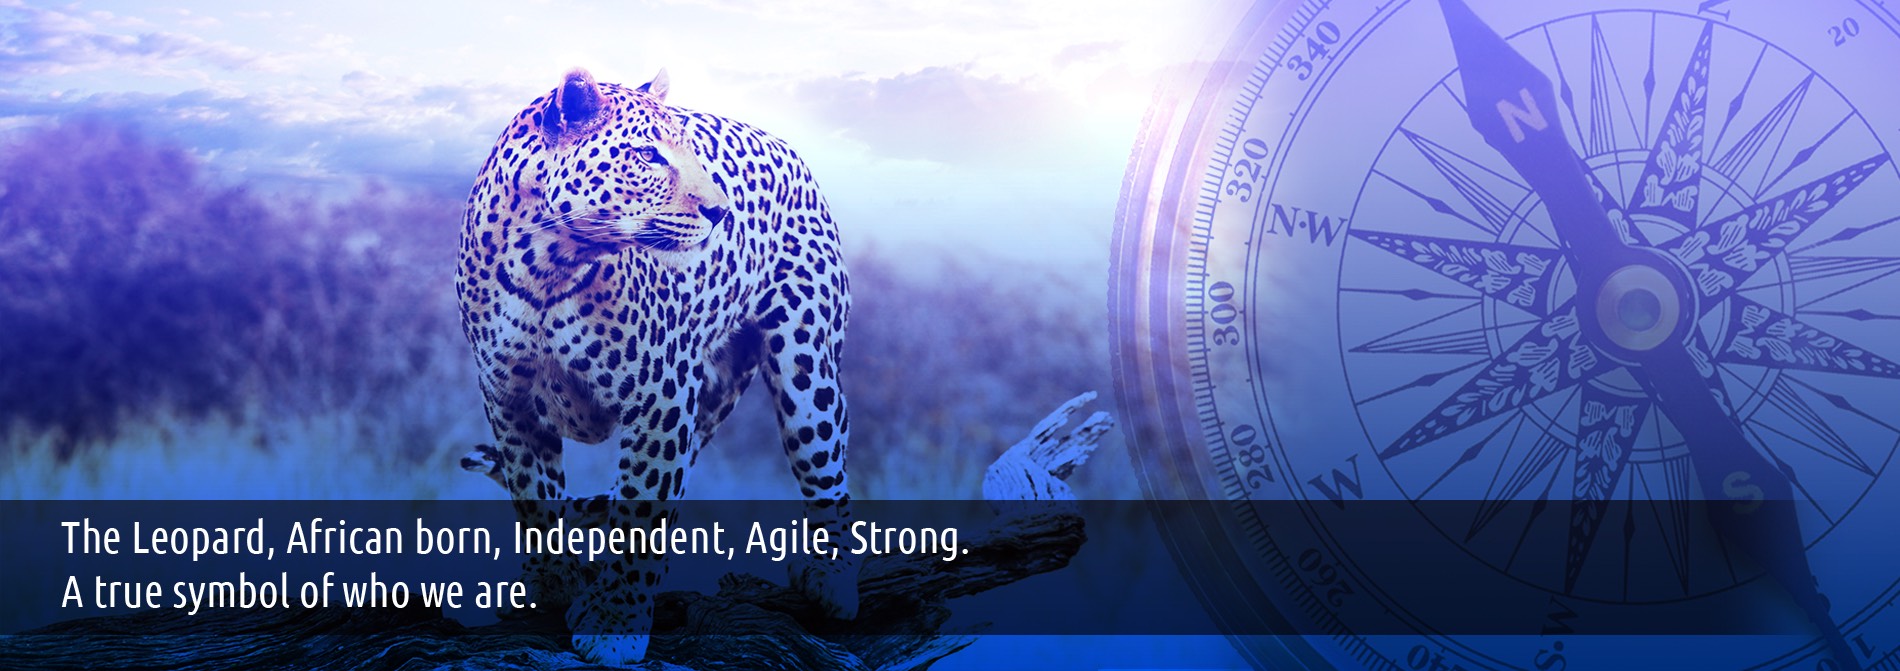 The Leopard, African born, Independent, Agile, Strong.
A true symbol of who we are.
340
320
N·W
300
280
W
260
S·W
240
N
S
20